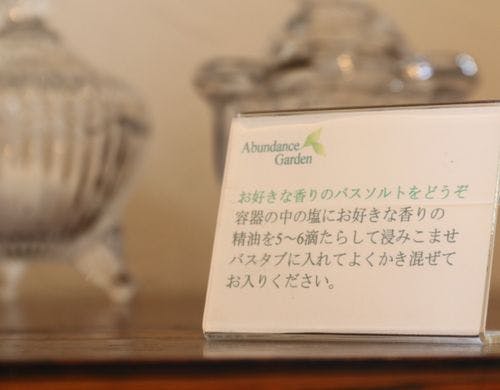 Abundance
Garden
お好きな香りのバスソルトをどうぞ
容器の中の塩にお好きな香りの
精油を5〜6滴たらして浸みこませ
バスタブに入れてよくかき混ぜて
お入りください。